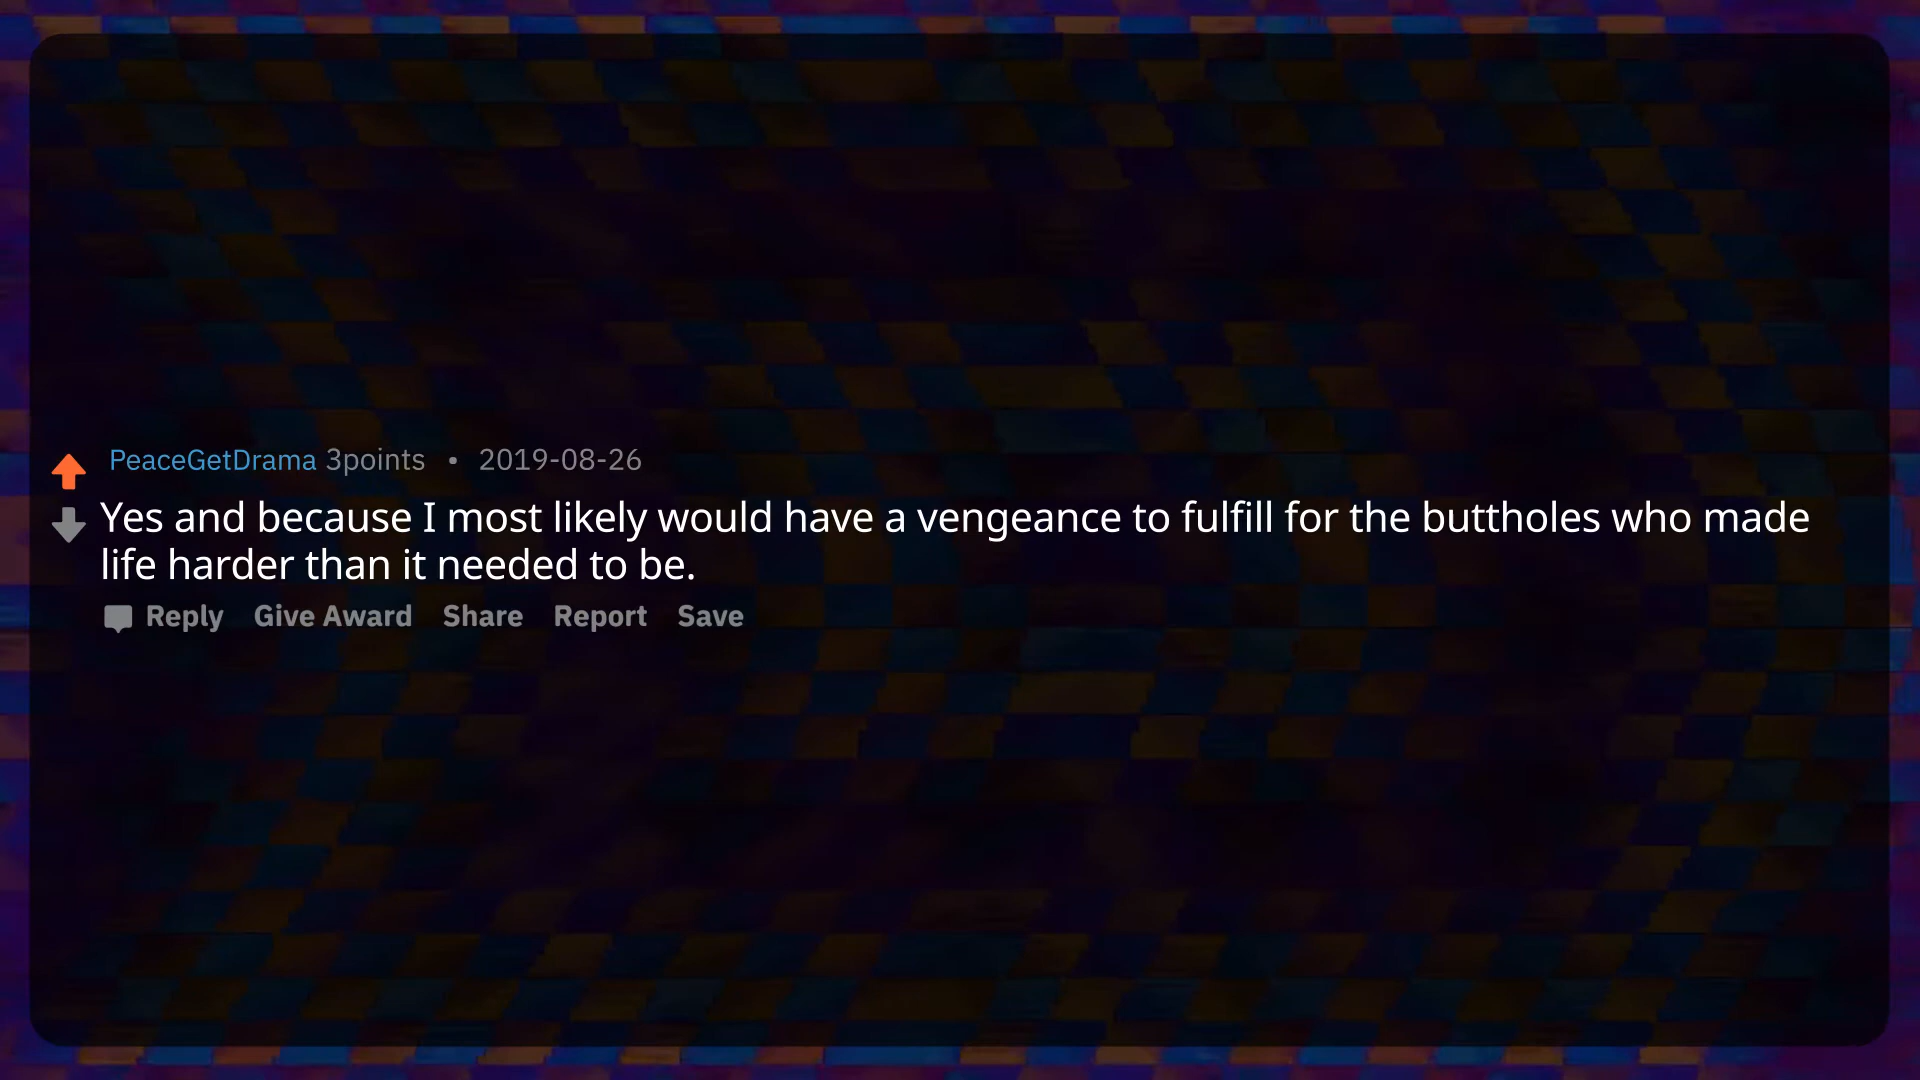 PeaceGetDrama 3points • 2019-08-26
Yes and because I most likely would have a vengeance to fulfill for the buttholes who made
life harder than it needed to be.
Reply Give Award Share Report Save